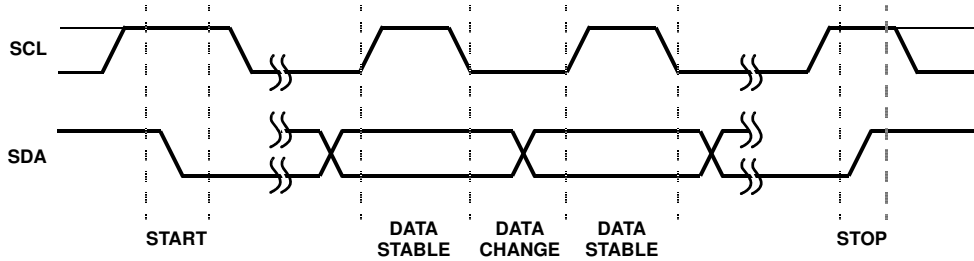 SCL
SDA
START
DATA
STABLE
DATA
CHANGE
DATA
STABLE
STOP